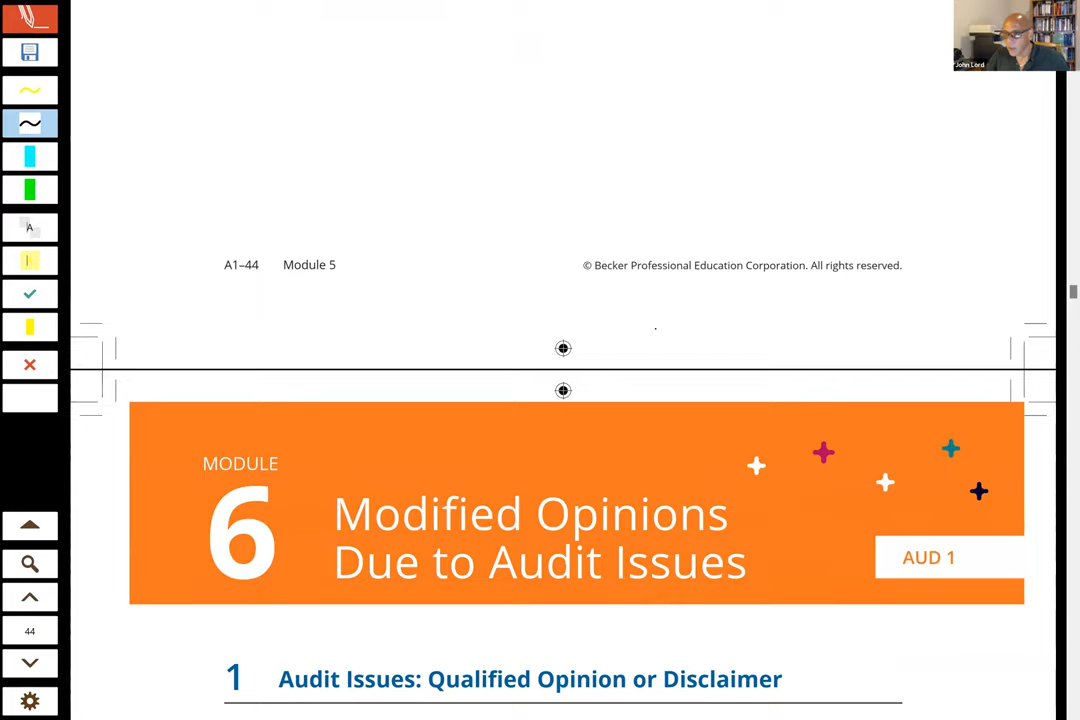 John Lord
A
A1–44 Module 5 © Becker Professional Education Corporation. All rights reserved.
MODULE
6
Modified Opinions
Due to Audit Issues
AUD 1
44
1 Audit Issues: Qualified Opinion or Disclaimer